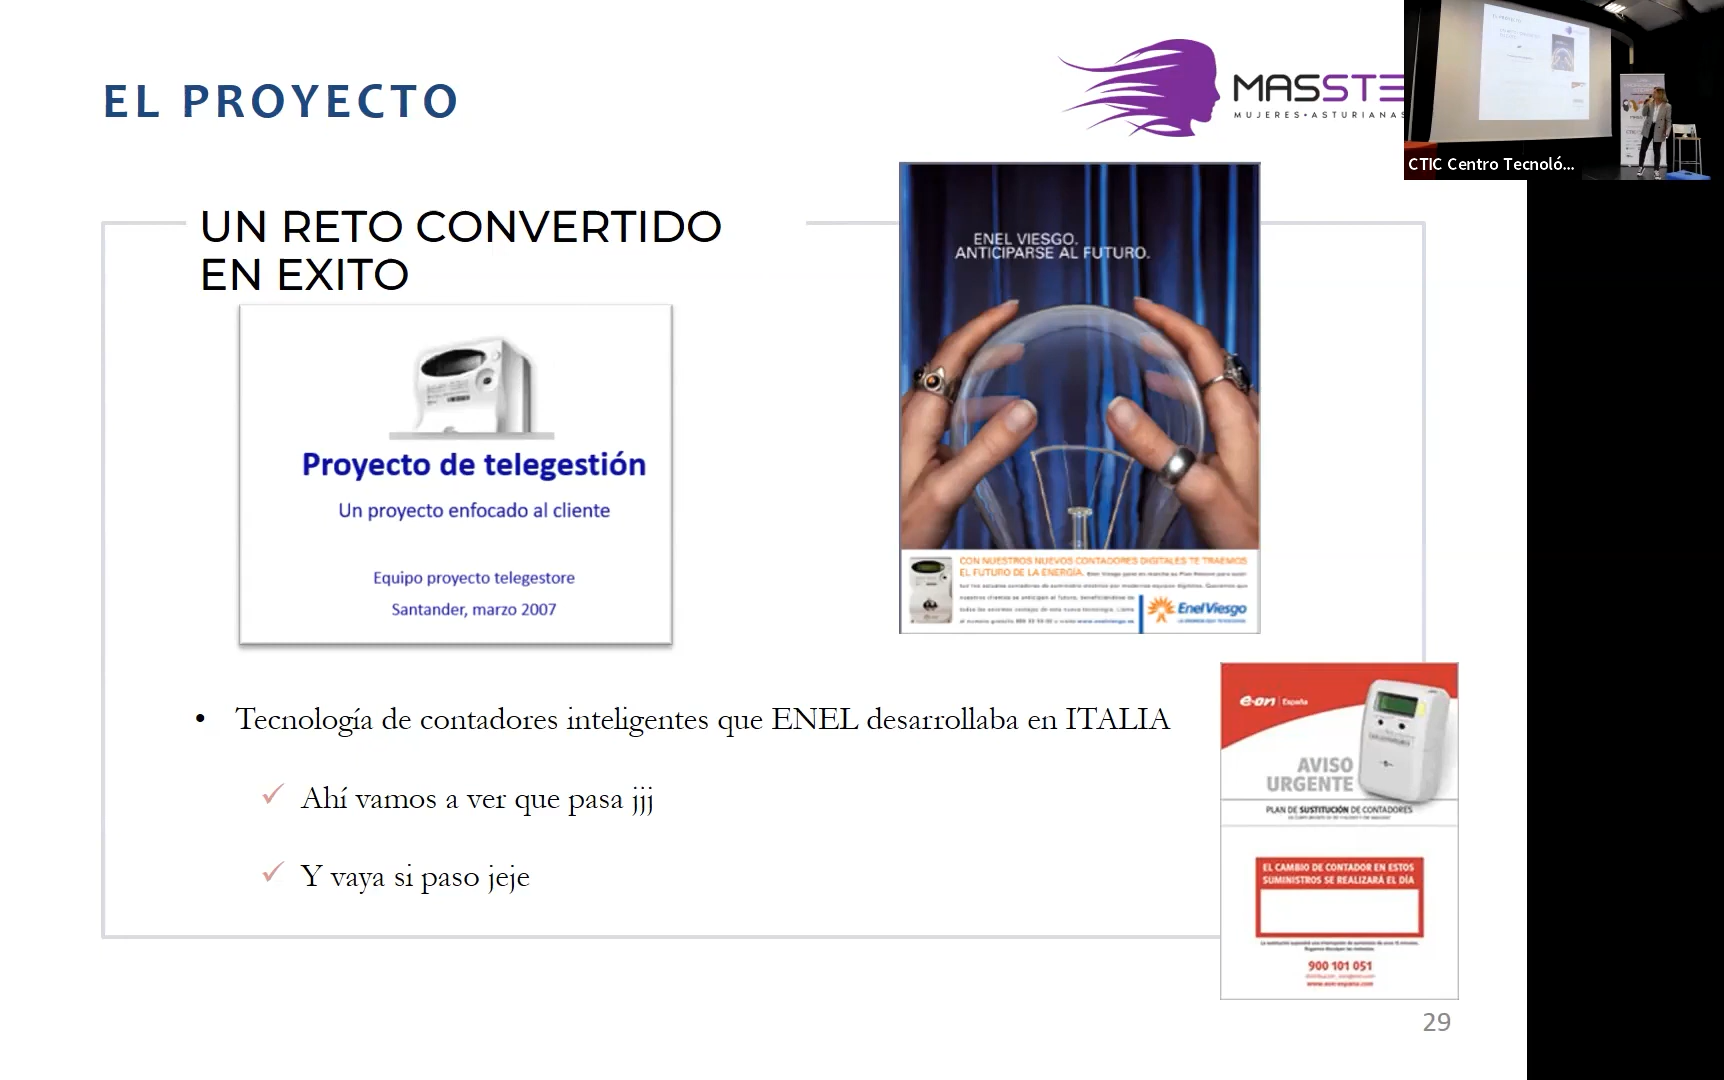 EL PROYECTO
MASSTE
MUJERES•ASTURIANAS
CTIC Centro Tecnoló...
UN RETO CONVERTIDO
EN EXITO
ENEL VIESGO.
ANTICIPARSE AL FUTURO.
Proyecto de telegestión
Un proyecto enfocado al cliente
Equipo proyecto telegestore
Santander, marzo 2007
CON NUESTROS NUEVOS CONTADORES DIGITALES TE TRAEMOS
EL FUTURO DE LA ENERGÍA.
EnelViesgo
• Tecnología de contadores inteligentes que ENEL desarrollaba en ITALIA
✓ Ahí vamos a ver que pasa jjj
✓ Y vaya si paso jeje
e·on España
AVISO
URGENTE
PLAN DE SUSTITUCIÓN DE CONTADORES
EL CAMBIO DE CONTADOR EN ESTOS
SUMINISTROS SE REALIZARÁ EL DÍA
900 101 051
www.eon-espana.com
29